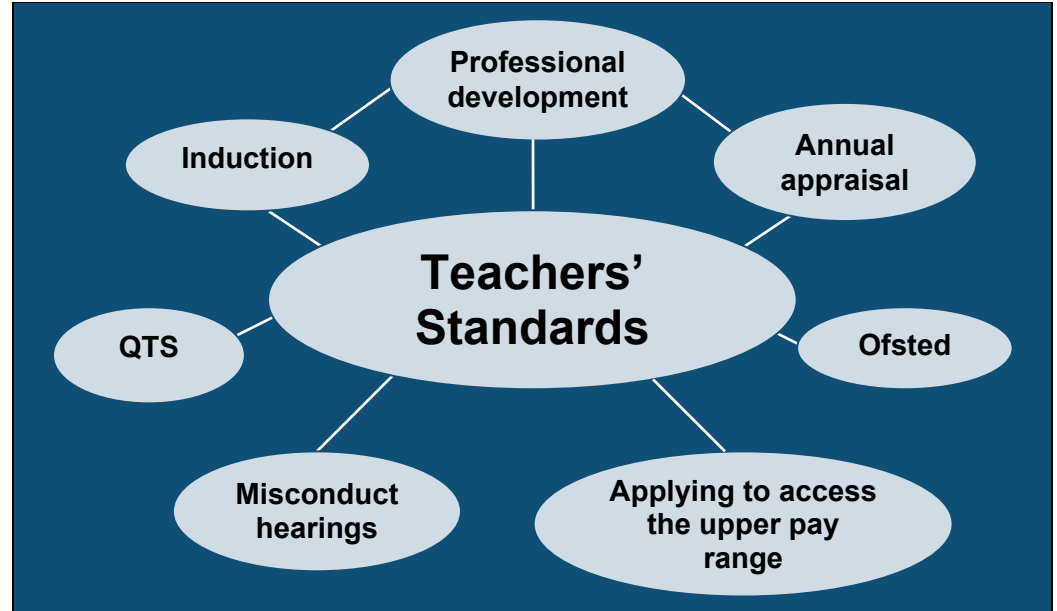 Professional
development
Induction
Annual
appraisal
Teachers’
Standards
QTS
Ofsted
Misconduct
hearings
Applying to access
the upper pay
range